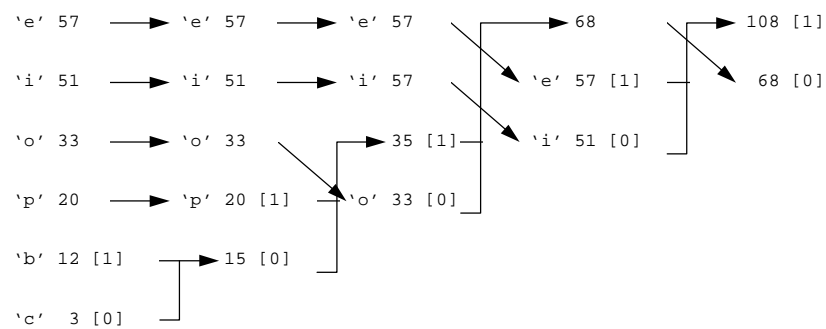 ‘e’ 57 ‘e’ 57 ‘e’ 57 68 108 [1]
‘i’ 51 ‘i’ 51 ‘i’ 57 ‘e’ 57 [1] 68 [0]
‘o’ 33 ‘o’ 33 35 [1] ‘i’ 51 [0]
‘p’ 20 ‘p’ 20 [1] ‘o’ 33 [0]
‘b’ 12 [1] 15 [0]
‘c’ 3 [0]